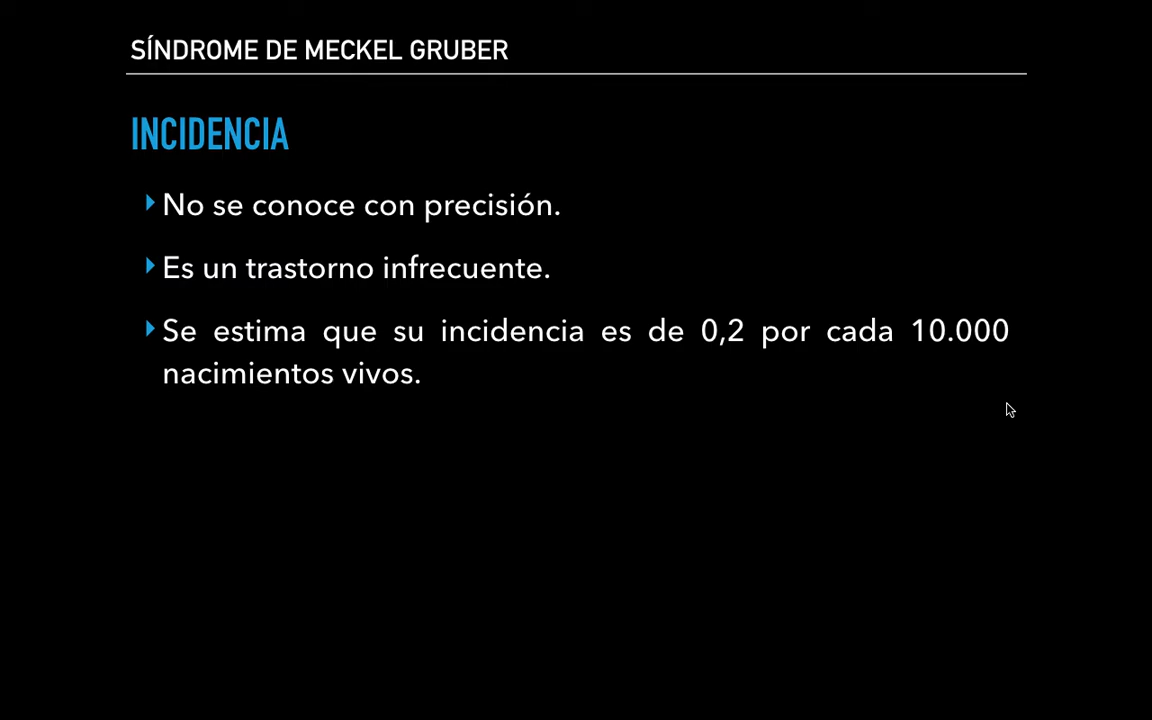 SÍNDROME DE MECKEL GRUBER
INCIDENCIA
No se conoce con precisión.
Es un trastorno infrecuente.
Se estima que su incidencia es de 0,2 por cada 10.000
nacimientos vivos.